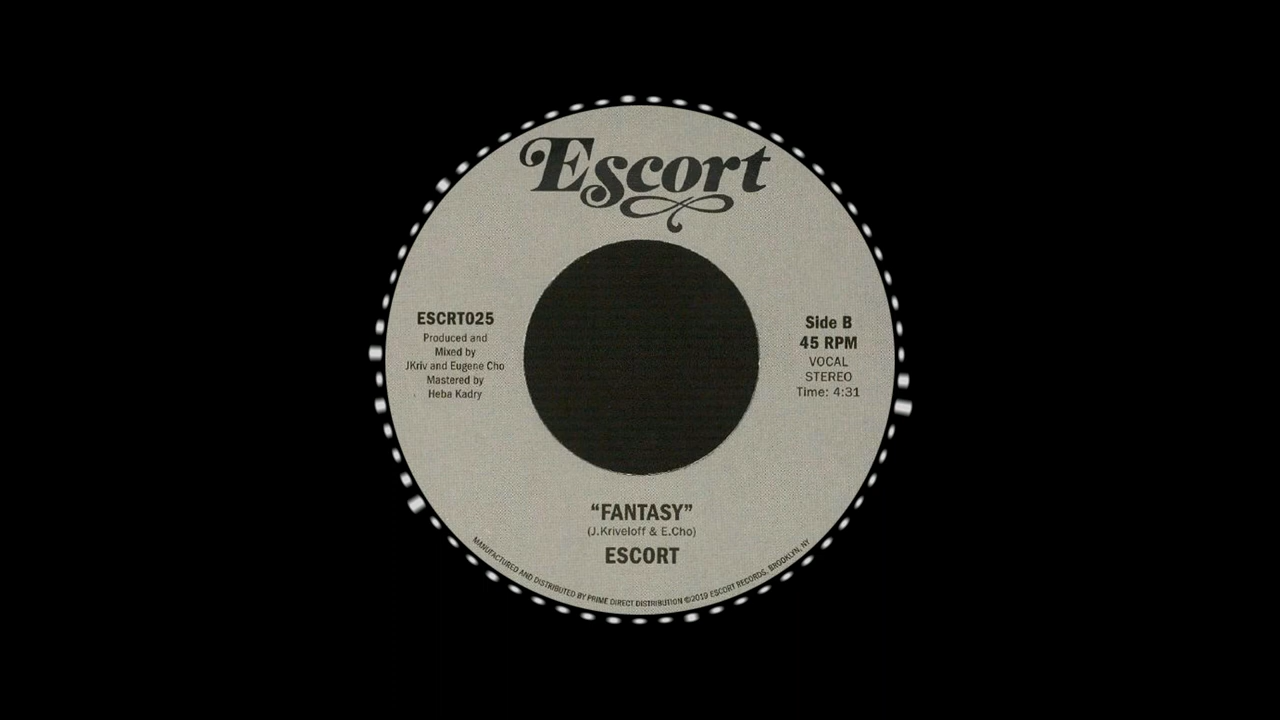 Escort
ESCRT025
Produced and
Mixed by
JKriv and Eugene Cho
Mastered by
Heba Kadry
Side B
45 RPM
VOCAL
STEREO
Time: 4:31
“FANTASY”
(J.Kriveloff & E.Cho)
ESCORT
MANUFACTURED AND DISTRIBUTED BY PRIME DIRECT DISTRIBUTION ©2019 ESCORT RECORDS, BROOKLYN, NY